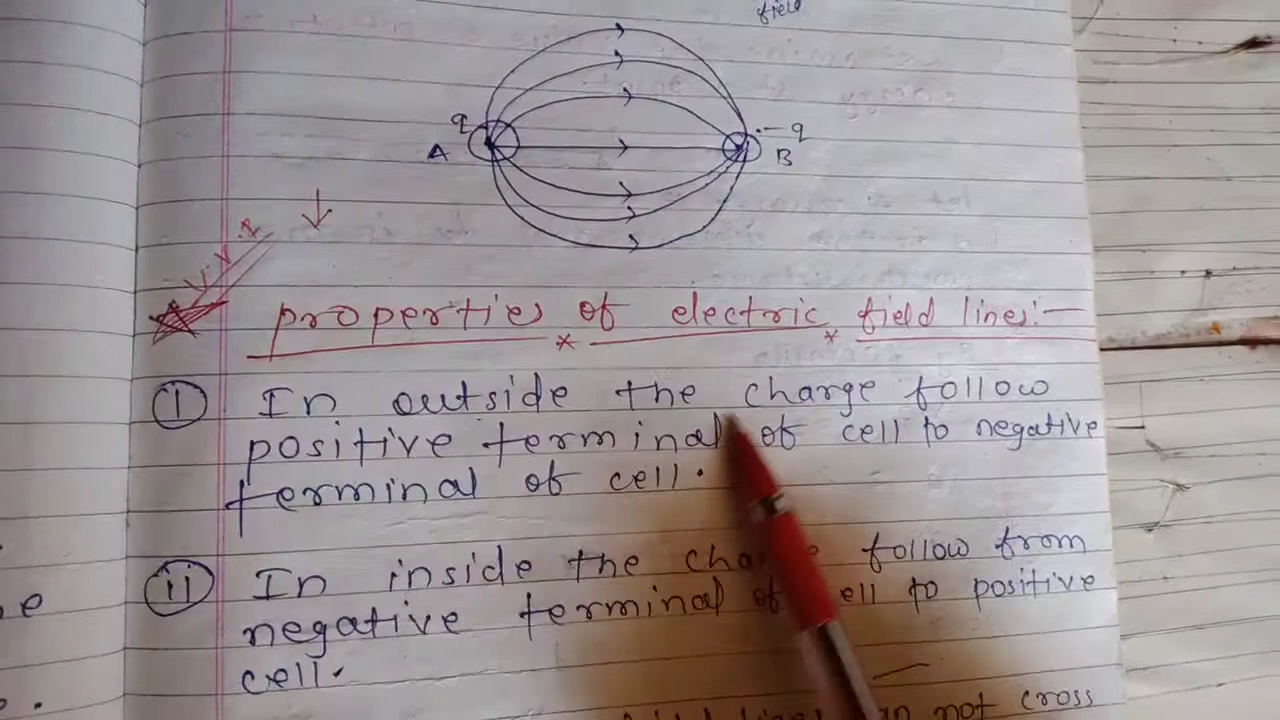 field
q
- q
A
B
V.V.A
properties of electric field lines:-
(i) In outside the charge follow
positive terminal of cell to negative
terminal of cell.
(ii) In inside the follow from
negative terminal of to positive
cell.
not cross